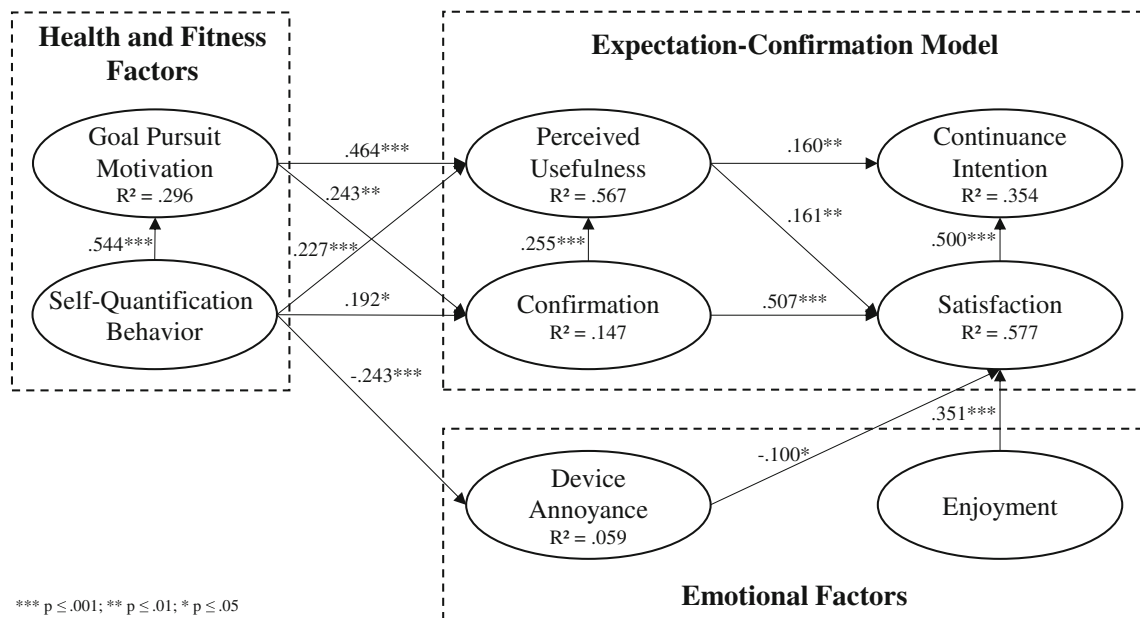 Health and Fitness
Factors
Expectation-Confirmation Model
Goal Pursuit
Motivation
R² = .296
Perceived
Usefulness
R² = .567
Continuance
Intention
R² = .354
.464***
.160**
.243**
.161**
.544***
.227***
.255***
.500***
Self-Quantification
Behavior
.192*
Confirmation
R² = .147
.507***
Satisfaction
R² = .577
-.243***
.351***
-.100*
Device
Annoyance
R² = .059
Enjoyment
Emotional Factors
*** p ≤ .001; ** p ≤ .01; * p ≤ .05